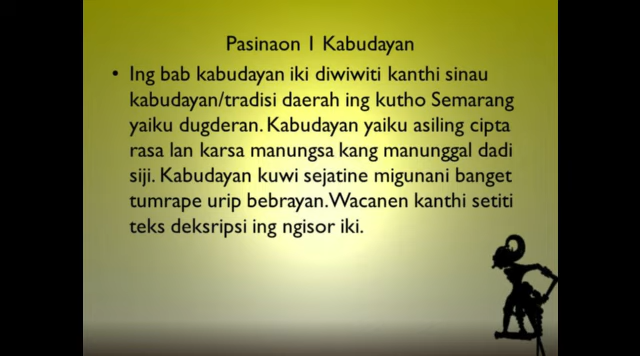 Pasinaon 1 Kabudayan
• Ing bab kabudayan iki diwiwiti kanthi sinau
kabudayan/tradisi daerah ing kutho Semarang
yaiku dugderan. Kabudayan yaiku asiling cipta
rasa lan karsa manungsa kang manunggal dadi
siji. Kabudayan kuwi sejatine migunani banget
tumrape urip bebrayan.Wacanen kanthi setiti
teks deksripsi ing ngisor iki.